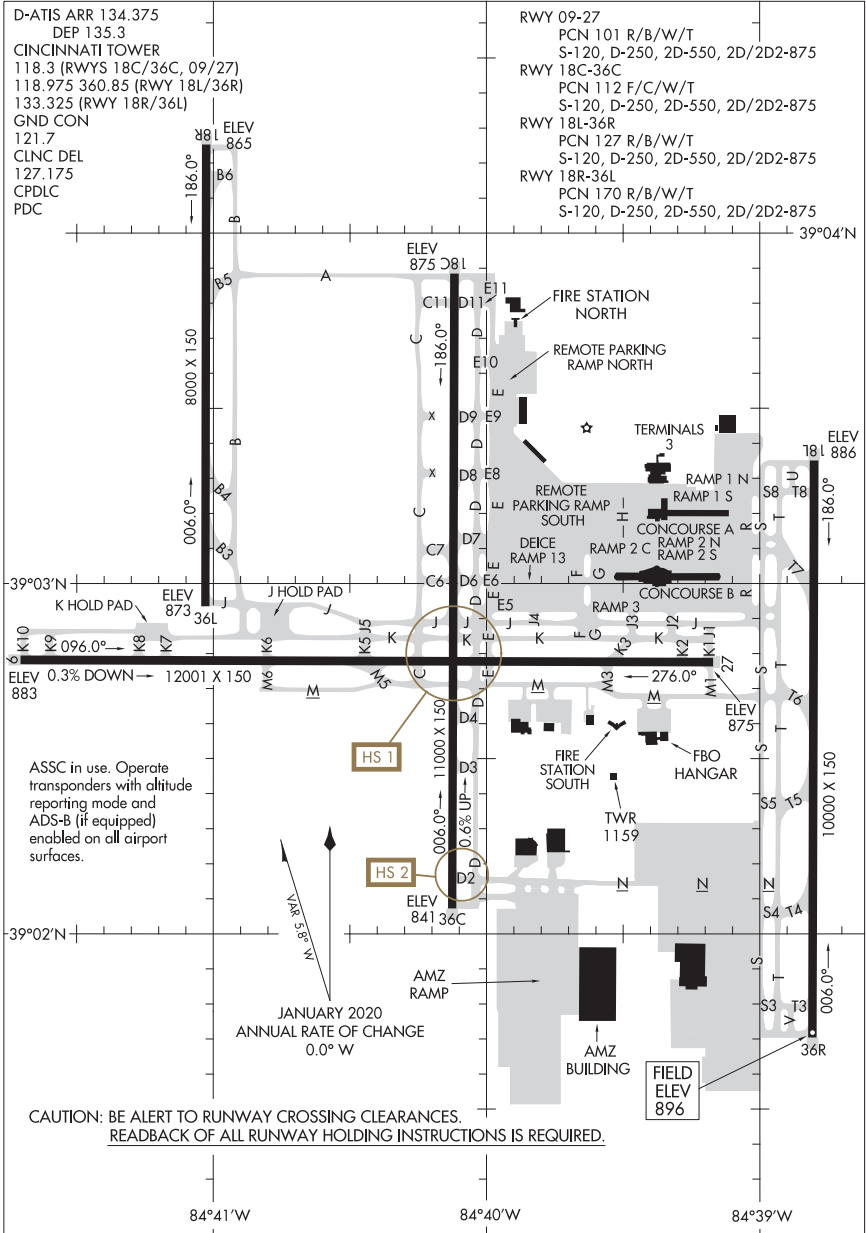 D-ATIS ARR 134.375
DEP 135.3
CINCINNATI TOWER
118.3 (RWYS 18C/36C, 09/27)
118.975 360.85 (RWY 18L/36R)
133.325 (RWY 18R/36L)
GND CON
121.7
CLNC DEL
127.175
CPDLC
PDC
RWY 09-27
PCN 101 R/B/W/T
S-120, D-250, 2D-550, 2D/2D2-875
RWY 18C-36C
PCN 112 F/C/W/T
S-120, D-250, 2D-550, 2D/2D2-875
RWY 18L-36R
PCN 127 R/B/W/T
S-120, D-250, 2D-550, 2D/2D2-875
RWY 18R-36L
PCN 170 R/B/W/T
S-120, D-250, 2D-550, 2D/2D2-875
39°04'N
18R
ELEV
865
186.0°
B6
B
B5
A
8000 X 150
B
B4
006.0°
B3
ELEV
873
36L
J
ELEV
875
18C
E11
C11
D11
C
186.0°
D
E10
E
X
D9
E9
D
X
D8
E8
C
D
E
D7
C7
E
C6
D6
E6
D
E
E5
FIRE STATION
NORTH
REMOTE PARKING
RAMP NORTH
TERMINALS
3
RAMP 1 N
RAMP 1 S
REMOTE
PARKING RAMP
SOUTH
H
CONCOURSE A
DEICE
RAMP 13
RAMP 2 C
RAMP 2 N
RAMP 2 S
F
G
CONCOURSE B
RAMP 3
R
R
S
T
ELEV
886
18L
U
S8
T8
186.0°
T7
39°03'N
K HOLD PAD
J HOLD PAD
J
J5
J
J
E
J
J4
F
G
J3
J2
J
J1
K10
K9
K8
K7
K6
K5
K
K
K
K3
K
K2
K1
9
096.0°
276.0°
27
ELEV
883
0.3% DOWN
12001 X 150
M6
M
M5
C
D
E
M
M3
M
M1
ELEV
875
S
T
T6
HS 1
11000 X 150
D4
D3
006.0°
0.6% UP
D
D2
HS 2
ELEV
841
36C
FIRE
STATION
SOUTH
TWR
1159
FBO
HANGAR
S
T
S5
T5
10000 X 150
N
N
N
S4
T4
S
T
S3
T3
V
006.0°
36R
ASSC in use. Operate
transponders with altitude
reporting mode and
ADS-B (if equipped)
enabled on all airport
surfaces.
39°02'N
VAR 5.8° W
JANUARY 2020
ANNUAL RATE OF CHANGE
0.0° W
AMZ
RAMP
AMZ
BUILDING
FIELD
ELEV
896
CAUTION: BE ALERT TO RUNWAY CROSSING CLEARANCES.
READBACK OF ALL RUNWAY HOLDING INSTRUCTIONS IS REQUIRED.
84°41'W
84°40'W
84°39'W